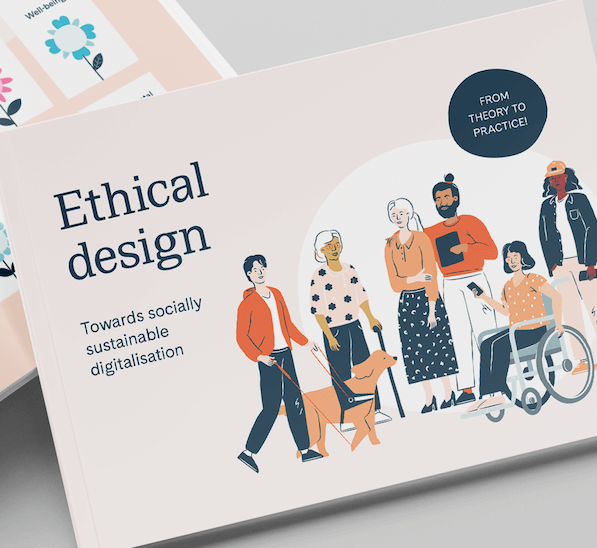 Well-being
FROM
THEORY TO
PRACTICE!
Ethical
design
Towards socially
sustainable
digitalisation